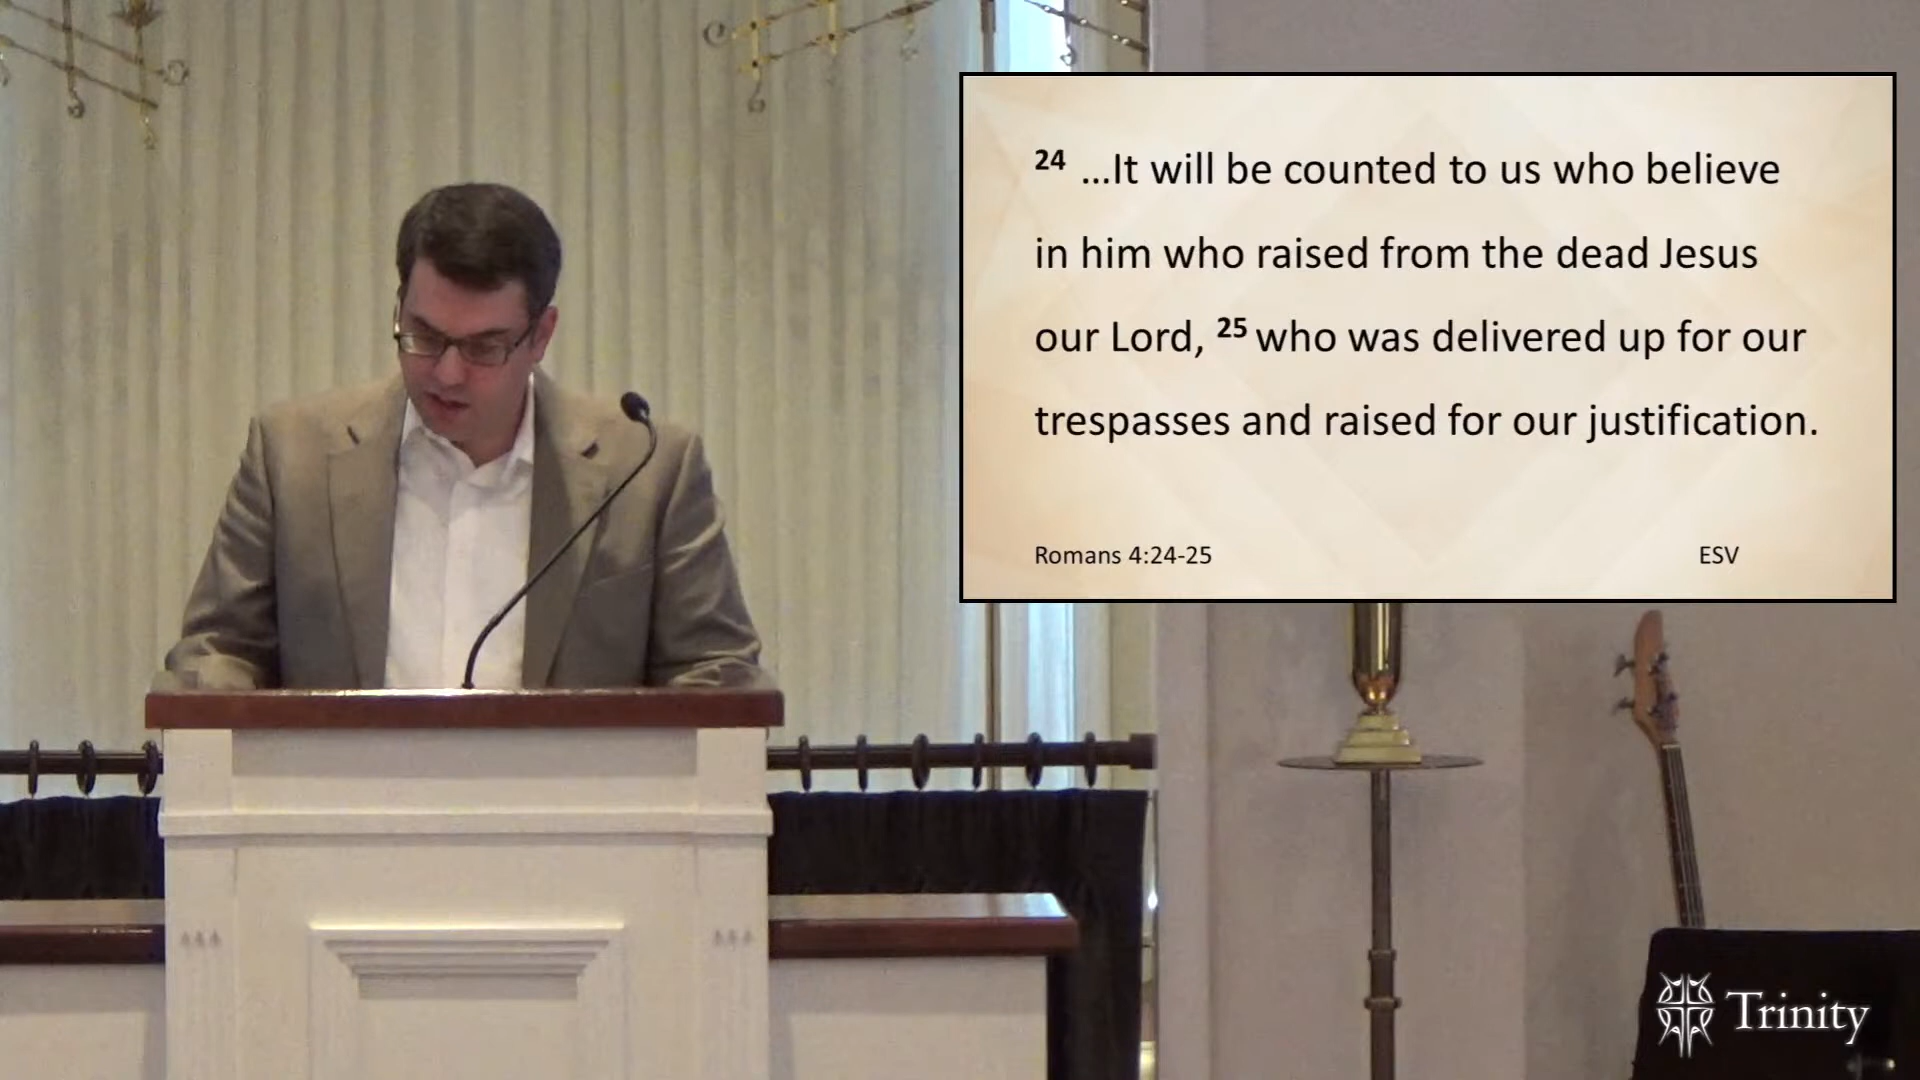 24 ...It will be counted to us who believe
in him who raised from the dead Jesus
our Lord, 25 who was delivered up for our
trespasses and raised for our justification.
Romans 4:24-25 ESV
Trinity